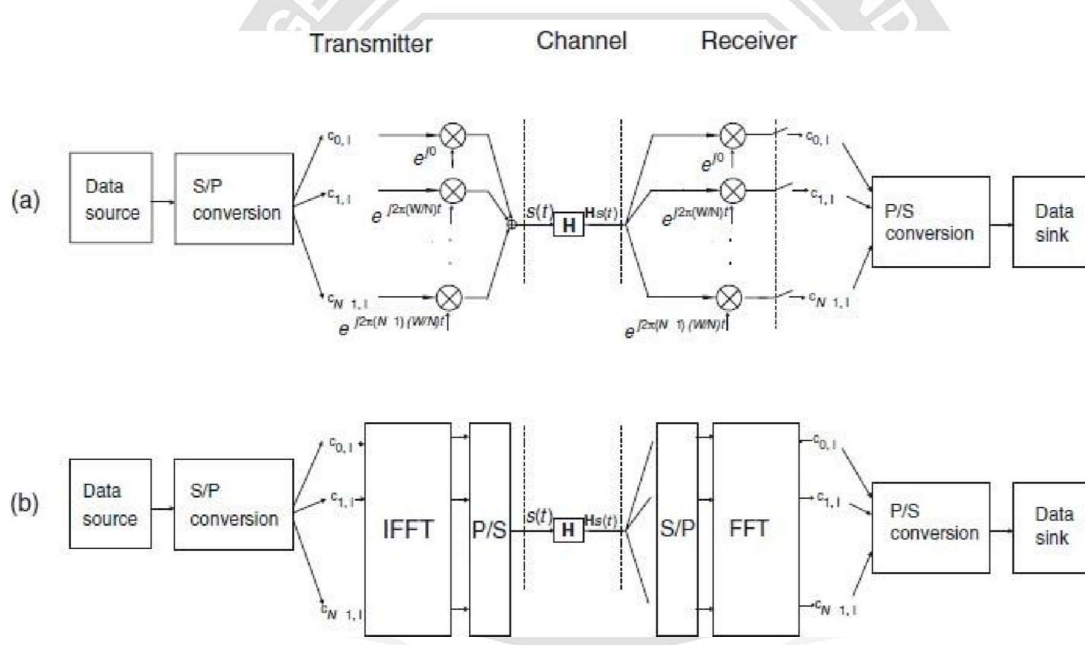 Transmitter
Channel
Receiver
(a)
Data
source
S/P
conversion
c0, l
c1, l
cN 1, l
e^j0
e^j2π(W/N)t
e^j2π(N 1) (W/N)t
s(t)
H
Hs(t)
e^j0
e^j2π(W/N)t
e^j2π(N 1) (W/N)t
c0, l
c1, l
cN 1, l
P/S
conversion
Data
sink
(b)
Data
source
S/P
conversion
c0, l
c1, l
cN 1, l
IFFT
P/S
s(t)
H
Hs(t)
S/P
FFT
c0, l
c1, l
cN 1, l
P/S
conversion
Data
sink